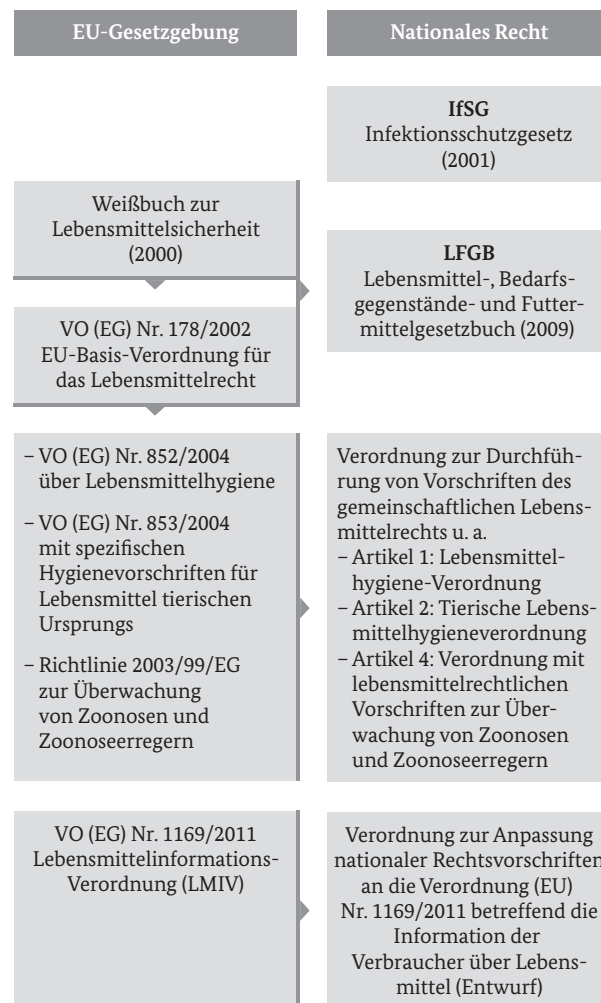 EU-Gesetzgebung
Nationales Recht
IfSG
Infektionsschutzgesetz
(2001)
Weißbuch zur
Lebensmittelsicherheit
(2000)
LFGB
Lebensmittel-, Bedarfs-
gegenstände- und Futter-
mittelgesetzbuch (2009)
VO (EG) Nr. 178/2002
EU-Basis-Verordnung für
das Lebensmittelrecht
– VO (EG) Nr. 852/2004
über Lebensmittelhygiene
– VO (EG) Nr. 853/2004
mit spezifischen
Hygienevorschriften für
Lebensmittel tierischen
Ursprungs
– Richtlinie 2003/99/EG
zur Überwachung
von Zoonosen und
Zoonoseerregern
Verordnung zur Durchfüh-
rung von Vorschriften des
gemeinschaftlichen Lebens-
mittelrechts u. a.
– Artikel 1: Lebensmittel-
hygiene-Verordnung
– Artikel 2: Tierische Lebens-
mittelhygieneverordnung
– Artikel 4: Verordnung mit
lebensmittelrechtlichen
Vorschriften zur Über-
wachung von Zoonosen
und Zoonoseerregern
VO (EG) Nr. 1169/2011
Lebensmittelinformations-
Verordnung (LMIV)
Verordnung zur Anpassung
nationaler Rechtsvorschriften
an die Verordnung (EU)
Nr. 1169/2011 betreffend die
Information der
Verbraucher über Lebens-
mittel (Entwurf)